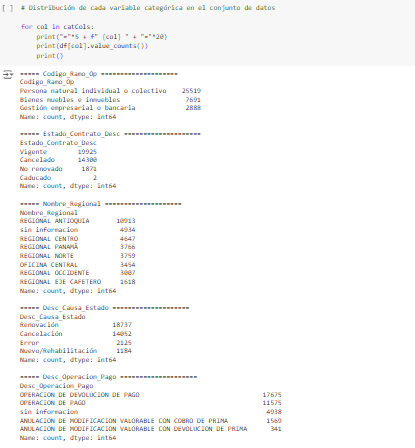 [ ] # Distribución de cada variable categórica en el conjunto de datos
for col in catCols:
print("="*5 + f" {col} " + "="*20)
print(df[col].value_counts())
print()
===== Codigo_Ramo_Op ====================
Codigo_Ramo_Op
Persona natural individual o colectivo 25519
Bienes muebles e inmuebles 7691
Gestión empresarial o bancaria 2888
Name: count, dtype: int64
===== Estado_Contrato_Desc ====================
Estado_Contrato_Desc
Vigente 19925
Cancelado 14300
No renovado 1871
Caducado 2
Name: count, dtype: int64
===== Nombre_Regional ====================
Nombre_Regional
REGIONAL ANTIOQUIA 10913
sin informacion 4934
REGIONAL CENTRO 4647
REGIONAL PANAMÁ 3766
REGIONAL NORTE 3759
OFICINA CENTRAL 3454
REGIONAL OCCIDENTE 3007
REGIONAL EJE CAFETERO 1618
Name: count, dtype: int64
===== Desc_Causa_Estado ====================
Desc_Causa_Estado
Renovación 18737
Cancelación 14052
Error 2125
Nuevo/Rehabilitación 1184
Name: count, dtype: int64
===== Desc_Operacion_Pago ====================
Desc_Operacion_Pago
OPERACION DE DEVOLUCION DE PAGO 17675
OPERACION DE PAGO 11575
sin informacion 4938
ANULACION DE MODIFICACION VALORABLE CON COBRO DE PRIMA 1569
ANULACION DE MODIFICACION VALORABLE CON DEVOLUCION DE PRIMA 341
Name: count, dtype: int64